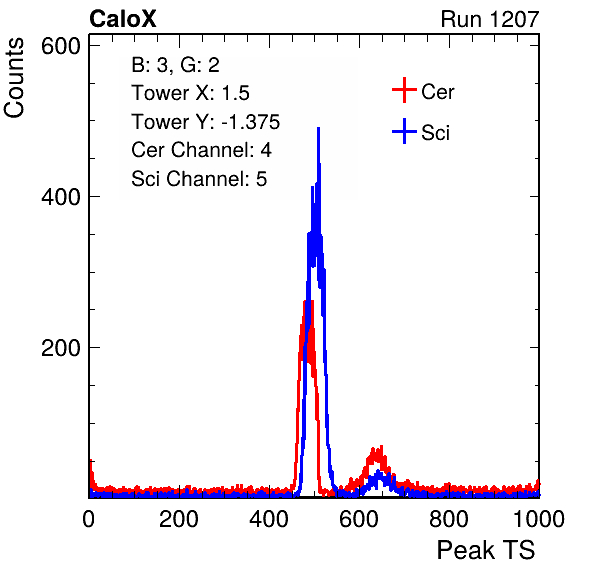 CaloX
Run 1207
Counts
600
400
200
B: 3, G: 2
Tower X: 1.5
Tower Y: -1.375
Cer Channel: 4
Sci Channel: 5
Cer
Sci
0 200 400 600 800 1000
Peak TS